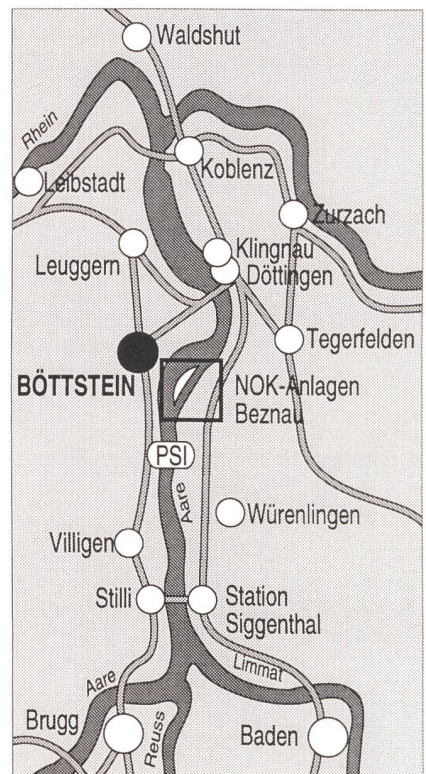 Waldshut
Rhein
Koblenz
Leibstadt
Zurzach
Klingnau
Leuggern
Döttingen
Tegerfelden
BÖTTSTEIN
NOK-Anlagen
Beznau
PSI
Aare
Würenlingen
Villigen
Stilli
Station
Siggenthal
Aare
Limmat
Brugg
Reuss
Baden